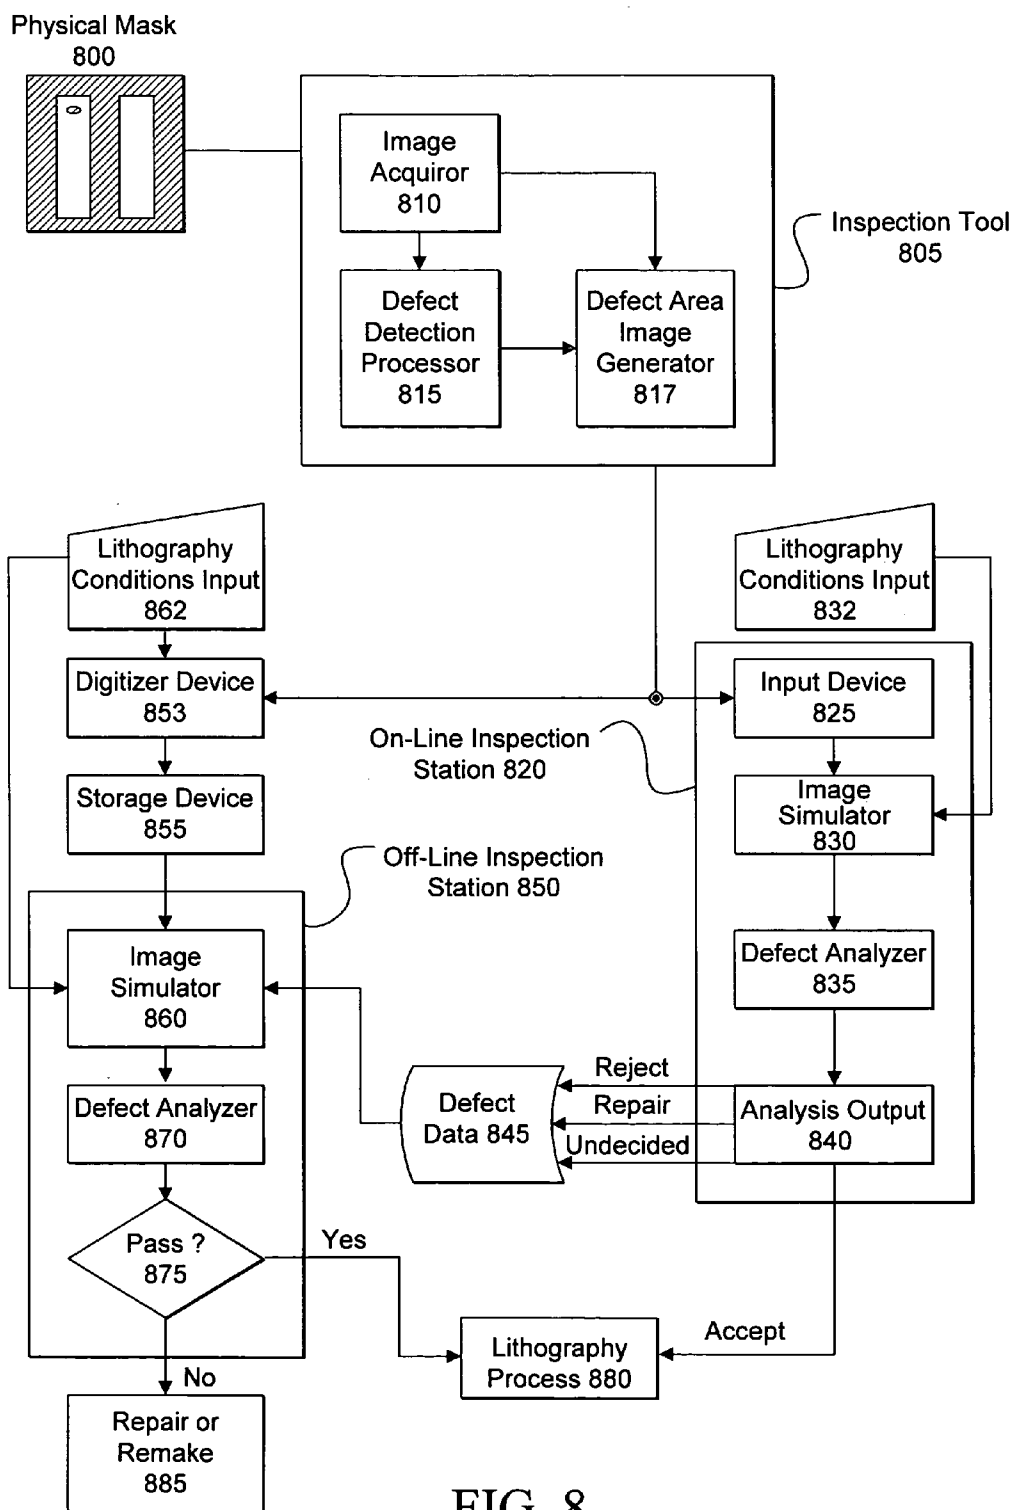 Physical Mask
800
Image
Acquiror
810
Inspection Tool
805
Defect
Detection
Processor
815
Defect Area
Image
Generator
817
Lithography
Conditions Input
862
Lithography
Conditions Input
832
Digitizer Device
853
Input Device
825
On-Line Inspection
Station 820
Storage Device
855
Image
Simulator
830
Off-Line Inspection
Station 850
Image
Simulator
860
Defect Analyzer
835
Defect Analyzer
870
Defect
Data 845
Reject
Repair
Undecided
Analysis Output
840
Pass ?
875
Yes
Lithography
Process 880
Accept
No
Repair or
Remake
885
FIG. 8